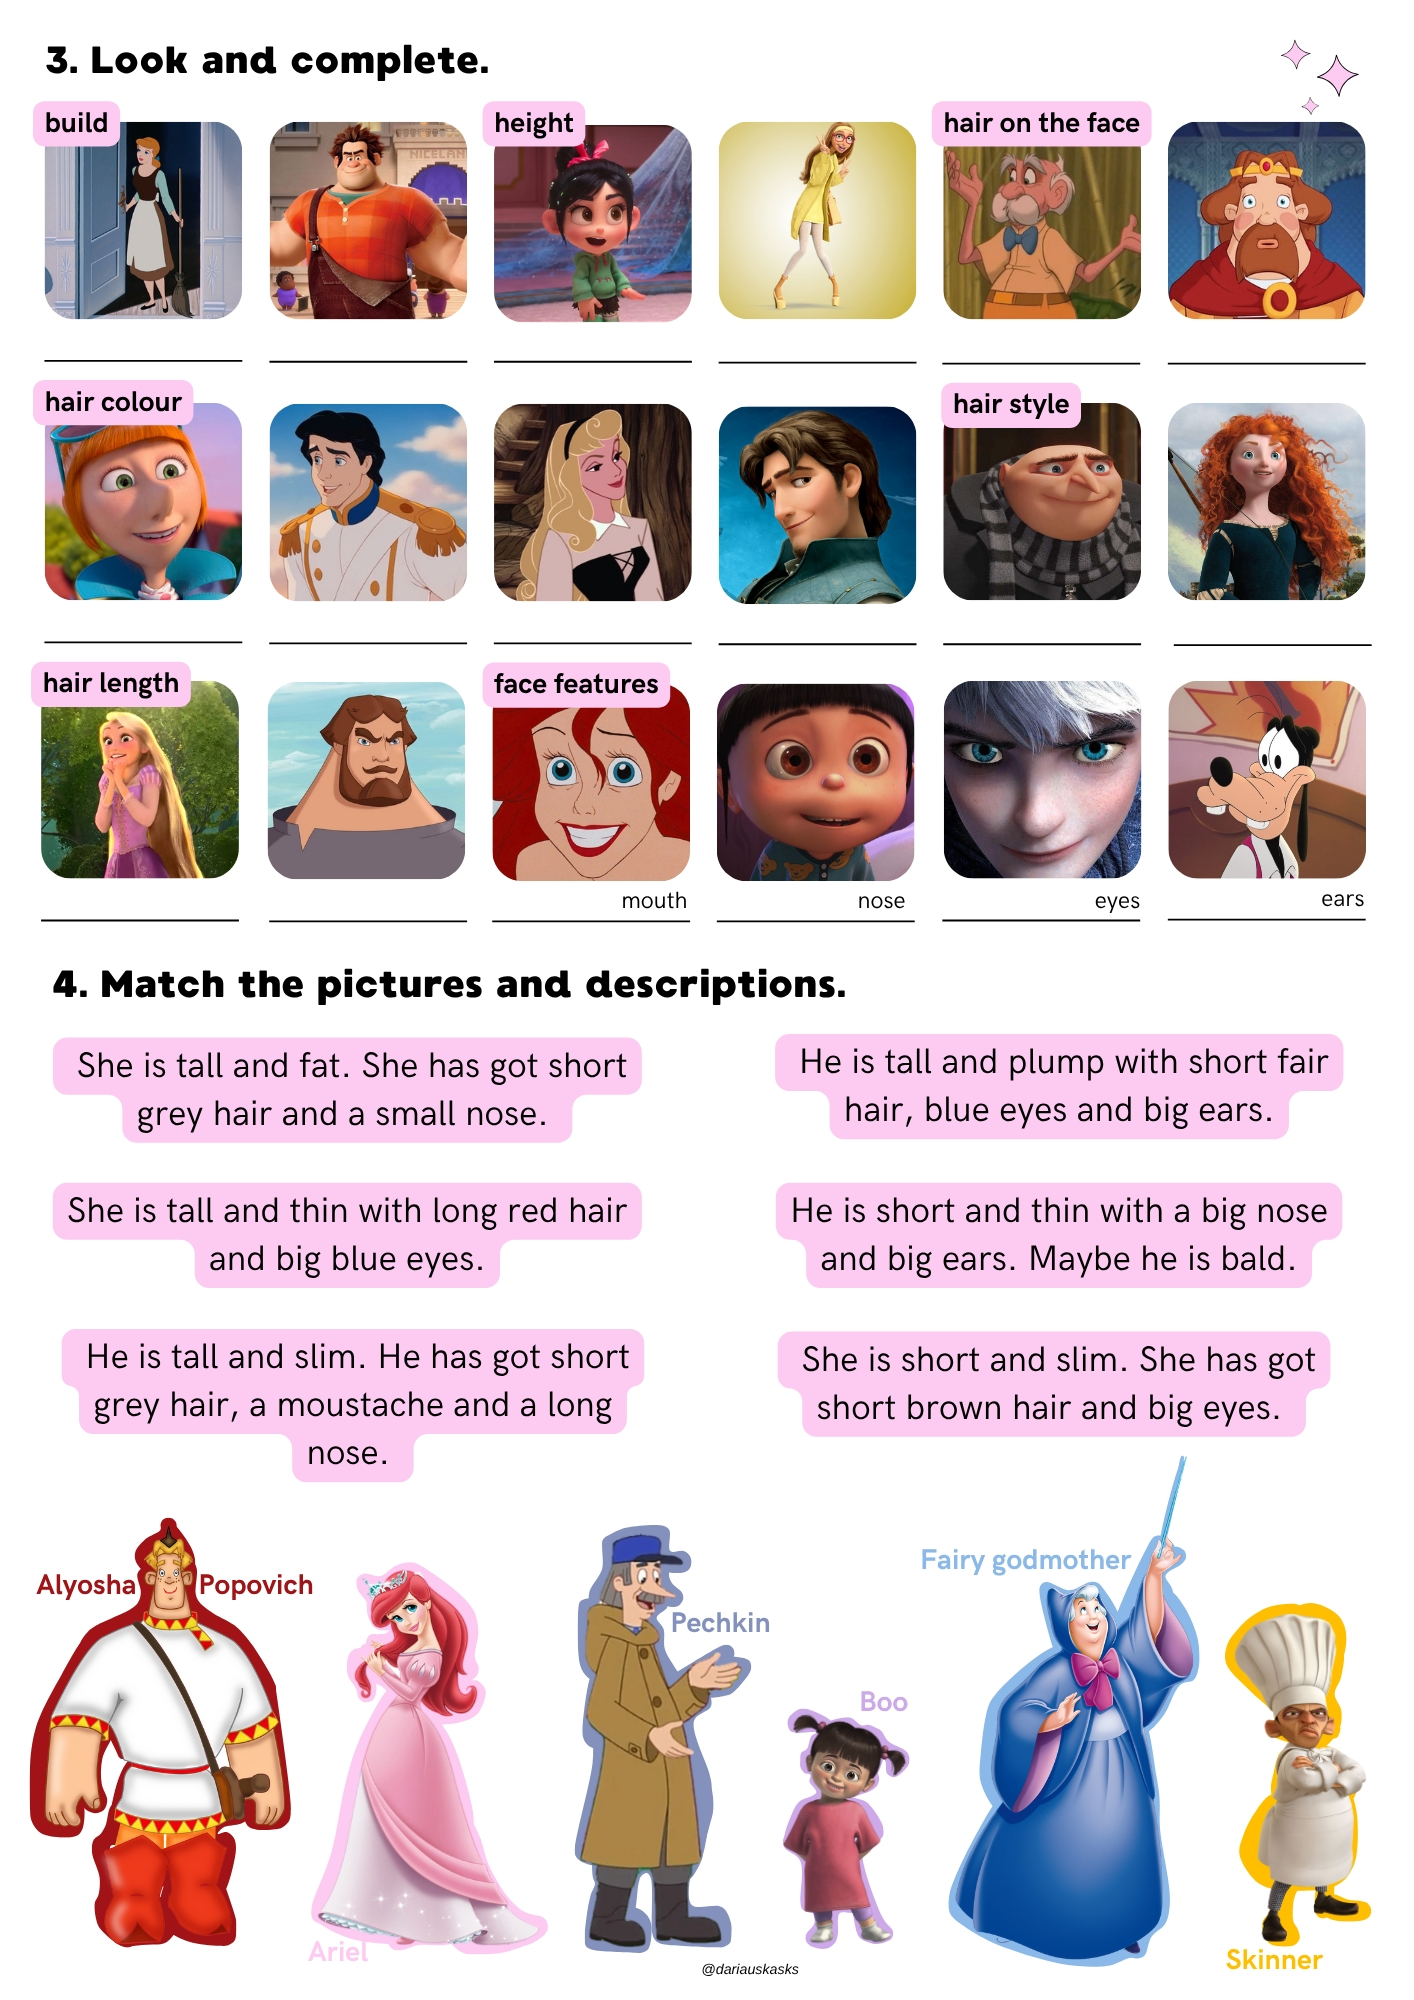 3. Look and complete.
build
height
hair on the face
NICELAN
hair colour
hair style
hair length
face features
mouth
nose
eyes
ears
4. Match the pictures and descriptions.
She is tall and fat. She has got short
grey hair and a small nose.
He is tall and plump with short fair
hair, blue eyes and big ears.
She is tall and thin with long red hair
and big blue eyes.
He is short and thin with a big nose
and big ears. Maybe he is bald.
He is tall and slim. He has got short
grey hair, a moustache and a long
nose.
She is short and slim. She has got
short brown hair and big eyes.
Alyosha Popovich
Ariel
Pechkin
Boo
Fairy godmother
Skinner
@dariauskasks